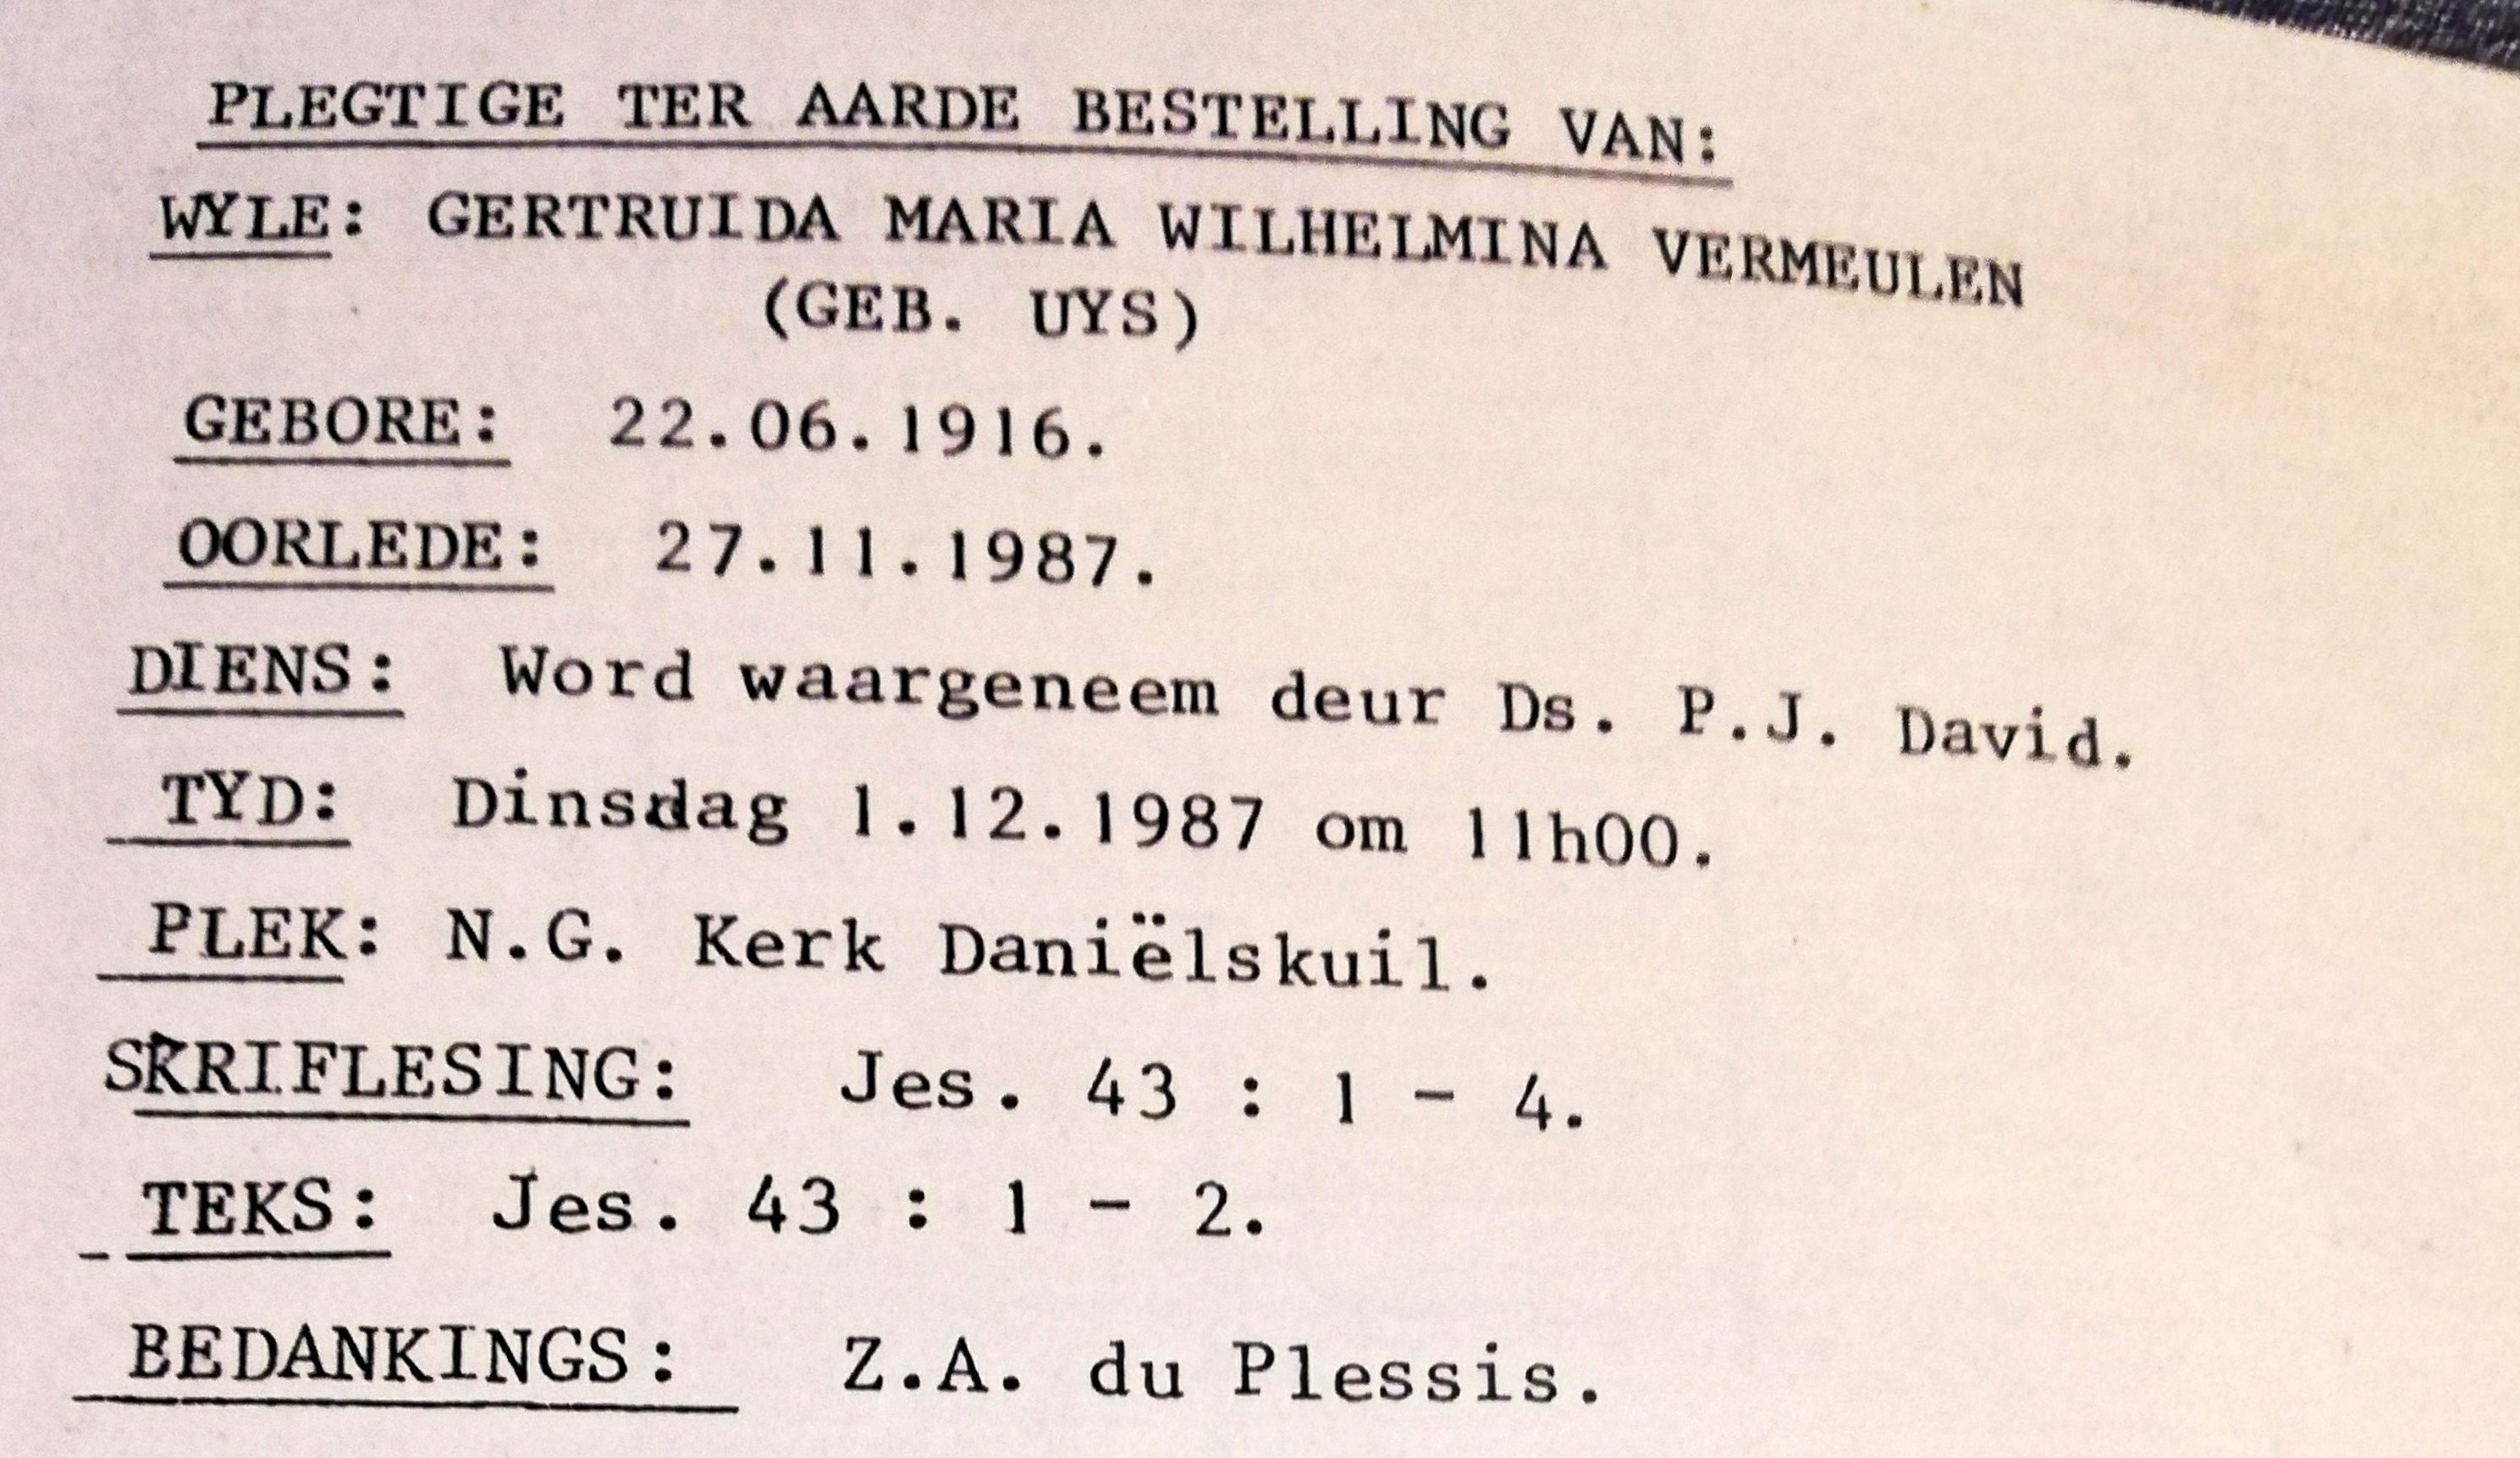 PLEGTIGE TER AARDE BESTELLING VAN:
WYLE: GERTRUIDA MARIA WILHELMINA VERMEULEN
(GEB. UYS)
GEBORE: 22.06.1916.
OORLEDE: 27.11.1987.
DIENS: Word waargeneem deur Ds. P.J. David.
TYD: Dinsdag 1.12.1987 om 11h00.
PLEK: N.G. Kerk Daniëlskuil.
SKRIFLESING: Jes. 43 : 1 - 4.
TEKS: Jes. 43 : 1 - 2.
BEDANKINGS: Z.A. du Plessis.